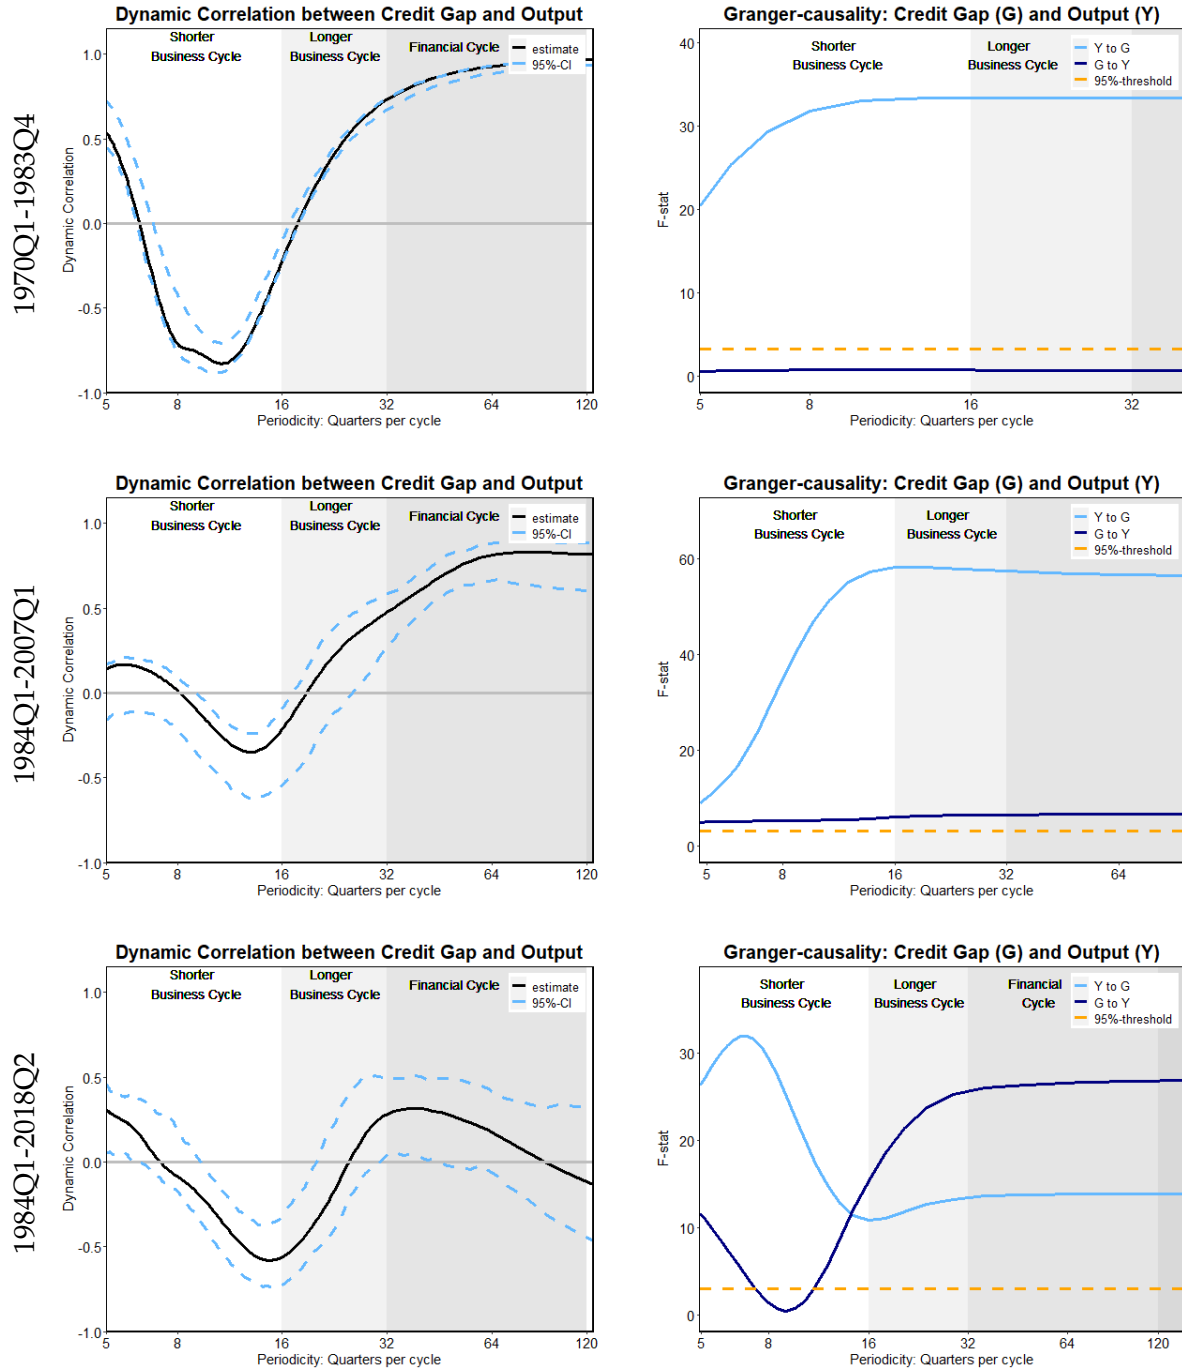 Dynamic Correlation between Credit Gap and Output
Shorter
Business Cycle
Longer
Business Cycle
Financial Cycle
estimate
95%-CI
1.0
0.5
0.0
-0.5
-1.0
Dynamic Correlation
5 8 16 32 64 120
Periodicity: Quarters per cycle
1970Q1-1983Q4
Granger-causality: Credit Gap (G) and Output (Y)
Shorter
Business Cycle
Longer
Business Cycle
Y to G
G to Y
95%-threshold
40
30
20
10
0
F-stat
5 8 16 32
Periodicity: Quarters per cycle
Dynamic Correlation between Credit Gap and Output
Shorter
Business Cycle
Longer
Business Cycle
Financial Cycle
estimate
95%-CI
1.0
0.5
0.0
-0.5
-1.0
Dynamic Correlation
5 8 16 32 64 120
Periodicity: Quarters per cycle
1984Q1-2007Q1
Granger-causality: Credit Gap (G) and Output (Y)
Shorter
Business Cycle
Longer
Business Cycle
Y to G
G to Y
95%-threshold
60
40
20
0
F-stat
5 8 16 32 64
Periodicity: Quarters per cycle
Dynamic Correlation between Credit Gap and Output
Shorter
Business Cycle
Longer
Business Cycle
Financial Cycle
estimate
95%-CI
1.0
0.5
0.0
-0.5
-1.0
Dynamic Correlation
5 8 16 32 64 120
Periodicity: Quarters per cycle
1984Q1-2018Q2
Granger-causality: Credit Gap (G) and Output (Y)
Shorter
Business Cycle
Longer
Business Cycle
Financial
Cycle
Y to G
G to Y
95%-threshold
30
20
10
0
F-stat
5 8 16 32 64 120
Periodicity: Quarters per cycle